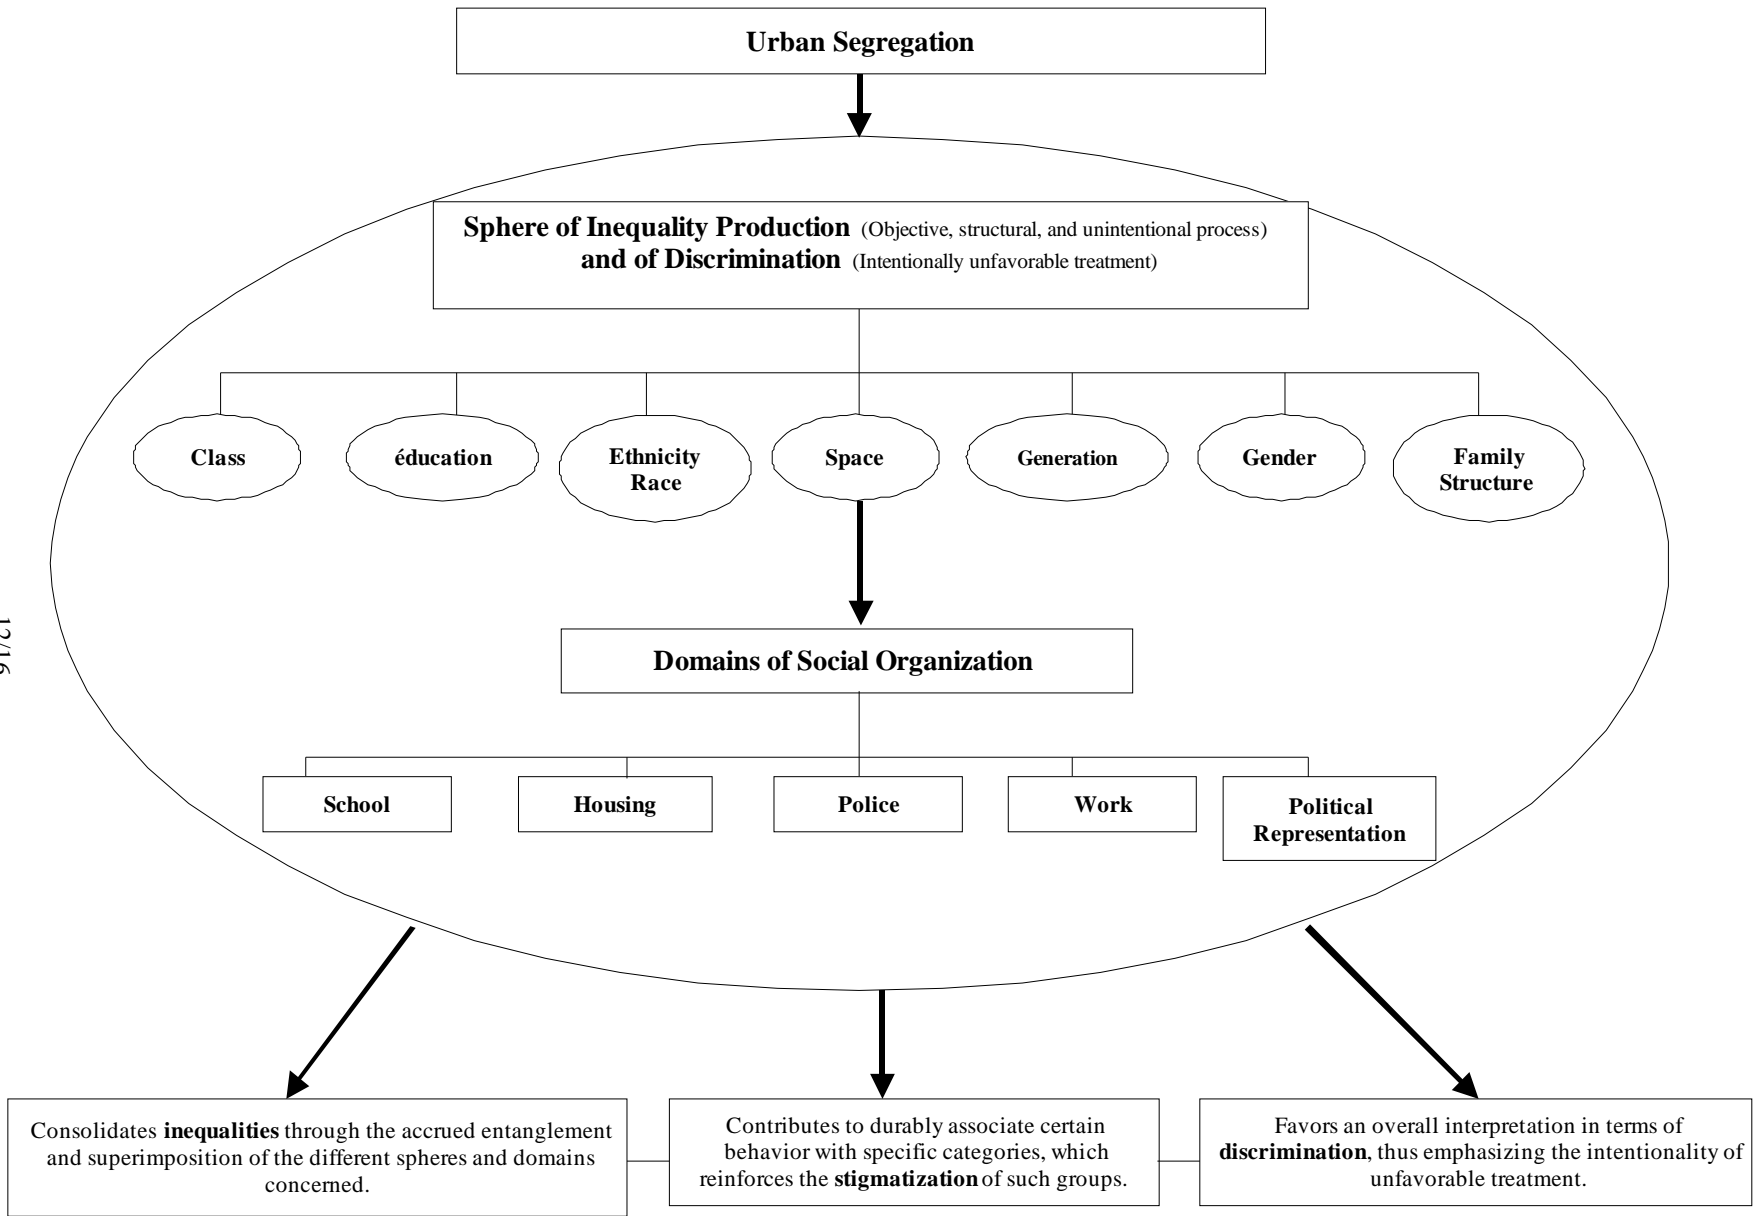 Urban Segregation
Sphere of Inequality Production (Objective, structural, and unintentional process)
and of Discrimination (Intentionally unfavorable treatment)
Class
éducation
Ethnicity
Race
Space
Generation
Gender
Family
Structure
12/16
Domains of Social Organization
School
Housing
Police
Work
Political
Representation
Consolidates inequalities through the accrued entanglement
and superimposition of the different spheres and domains
concerned.
Contributes to durably associate certain
behavior with specific categories, which
reinforces the stigmatization of such groups.
Favors an overall interpretation in terms of
discrimination, thus emphasizing the intentionality of
unfavorable treatment.